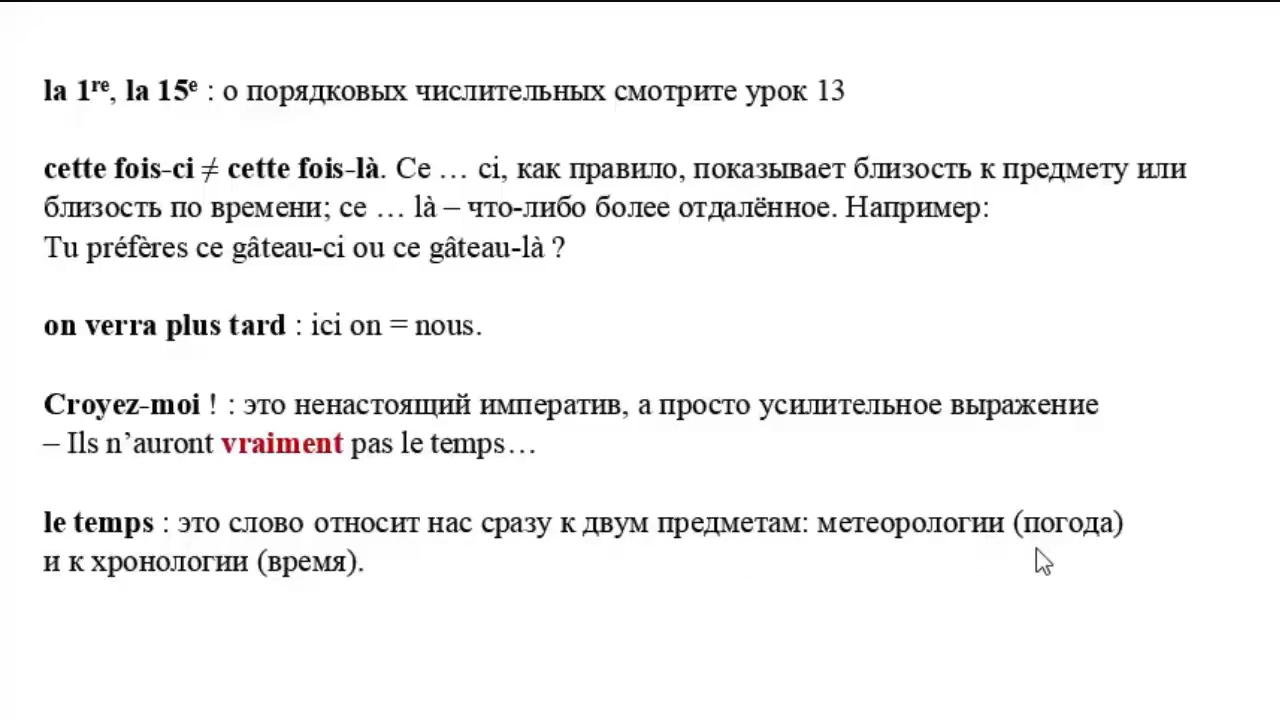 la 1ʳᵉ, la 15ᵉ : о порядковых числительных смотрите урок 13
cette fois-ci ≠ cette fois-là. Ce … ci, как правило, показывает близость к предмету или
близость по времени; ce … là – что-либо более отдалённое. Например:
Tu préfères ce gâteau-ci ou ce gâteau-là ?
on verra plus tard : ici on = nous.
Croyez-moi ! : это ненастоящий императив, а просто усилительное выражение
– Ils n’auront vraiment pas le temps…
le temps : это слово относит нас сразу к двум предметам: метеорологии (погода)
и к хронологии (время).